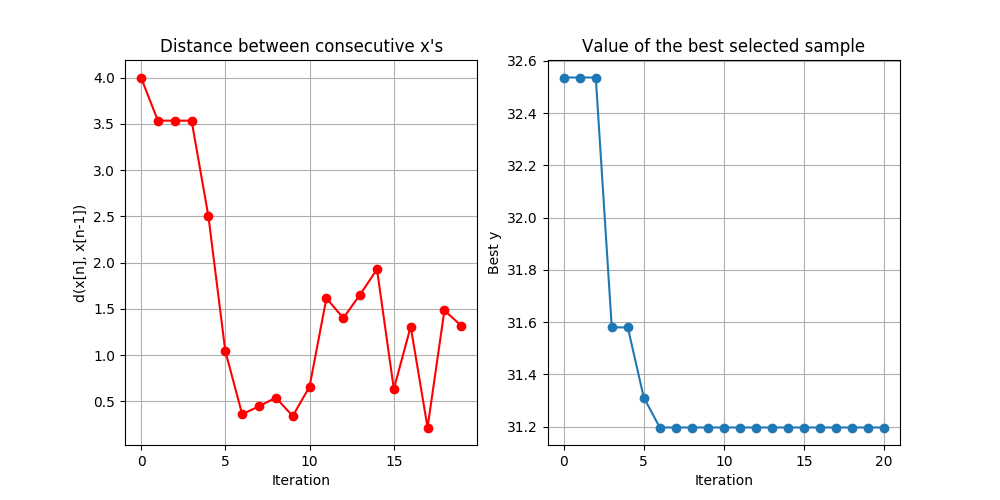 Distance between consecutive x's
4.0
3.5
3.0
2.5
2.0
1.5
1.0
0.5
d(x[n], x[n-1])
0 5 10 15
Iteration
Value of the best selected sample
32.6
32.4
32.2
32.0
31.8
31.6
31.4
31.2
Best y
0 5 10 15 20
Iteration